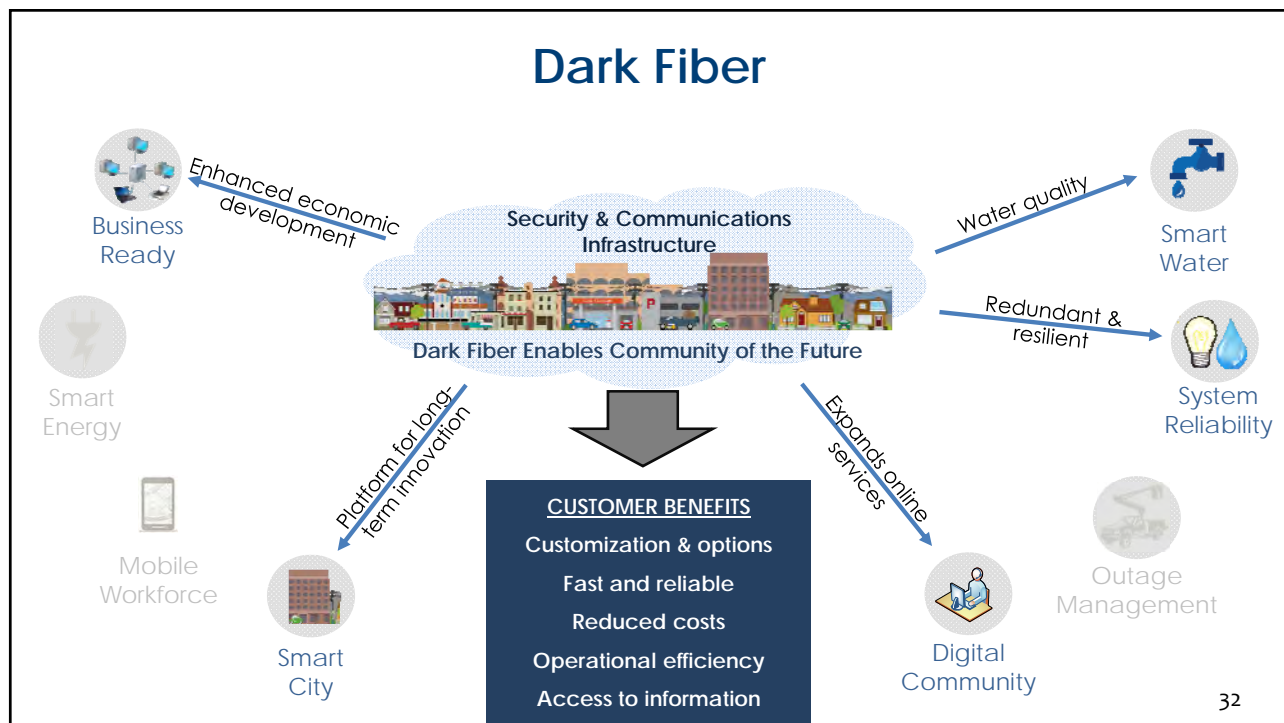 Dark Fiber
Business
Ready
Enhanced economic
development
Security & Communications
Infrastructure
Dark Fiber Enables Community of the Future
Water quality
Smart
Water
Redundant &
resilient
System
Reliability
Smart
Energy
Mobile
Workforce
Platform for long-
term innovation
Smart
City
CUSTOMER BENEFITS
Customization & options
Fast and reliable
Reduced costs
Operational efficiency
Access to information
Expands online
services
Digital
Community
Outage
Management
32